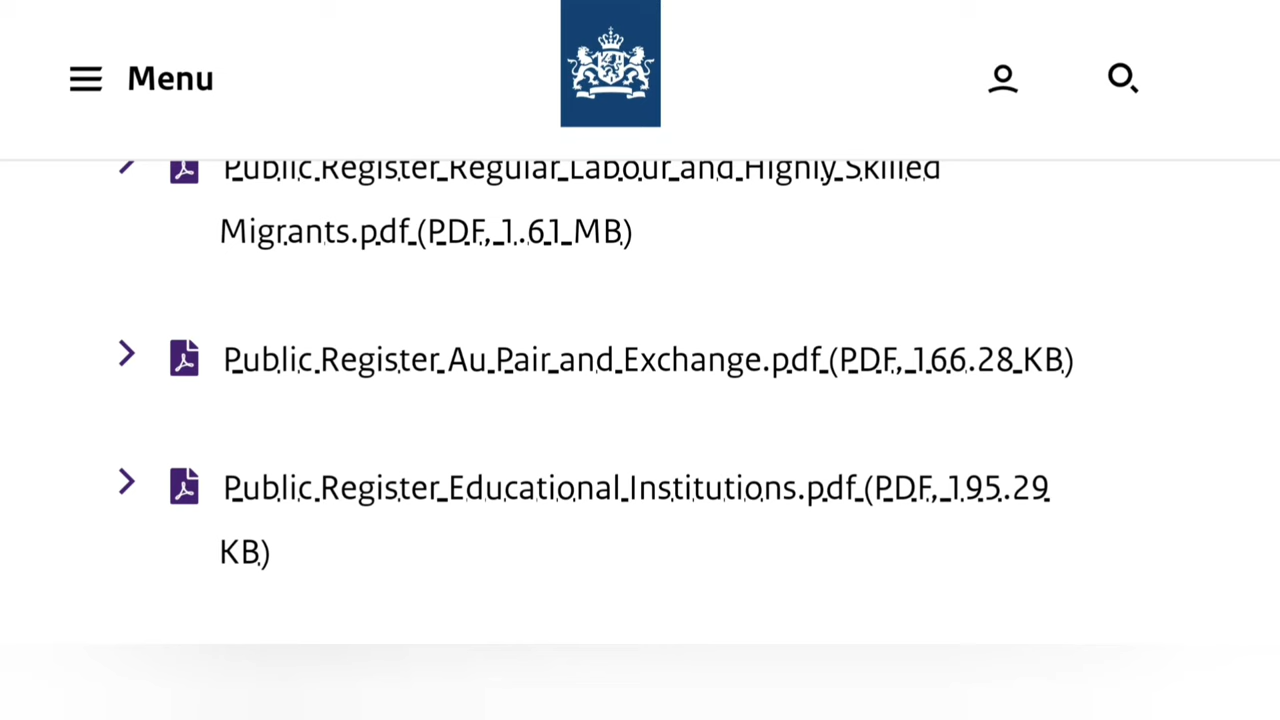 Menu
Public Register Regular Labour and Highly Skilled
Migrants.pdf (PDF, 1.61 MB)
Public Register Au Pair and Exchange.pdf (PDF, 166.28 KB)
Public Register Educational Institutions.pdf (PDF, 195.29
KB)